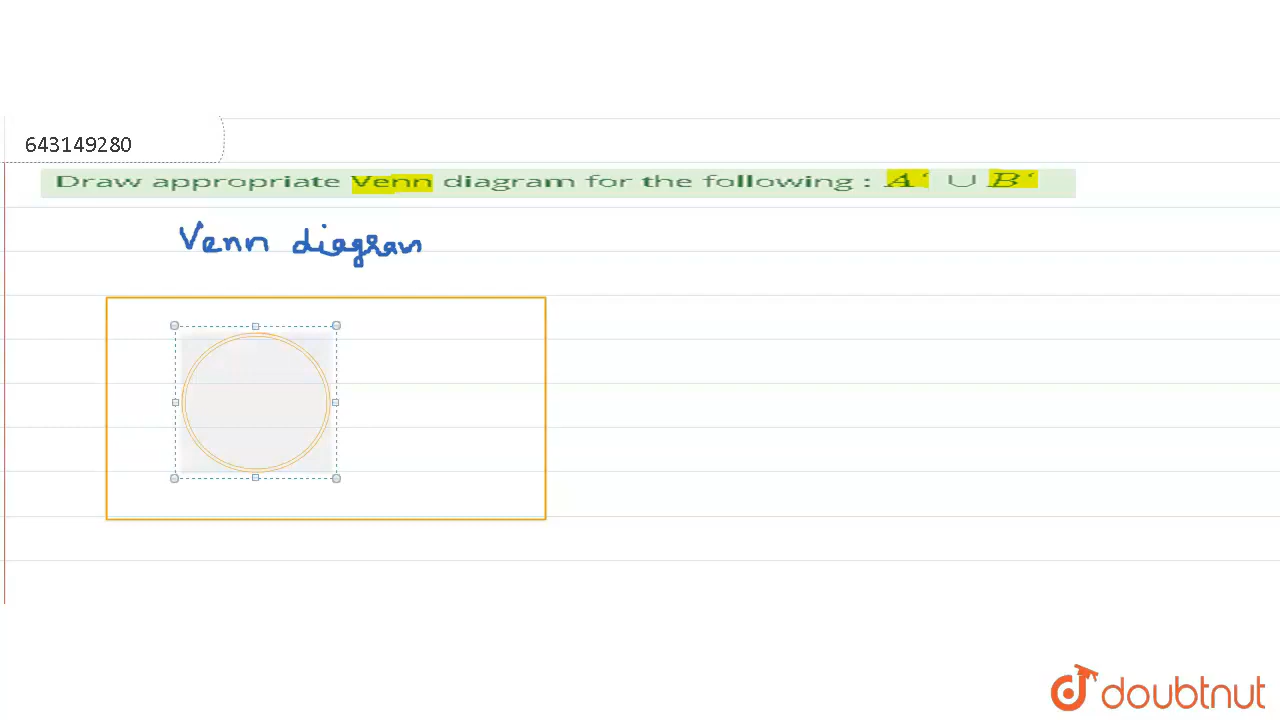 643149280
Draw appropriate Venn diagram for the following : A‘ ∪ B‘
Venn diagram
doubtnut